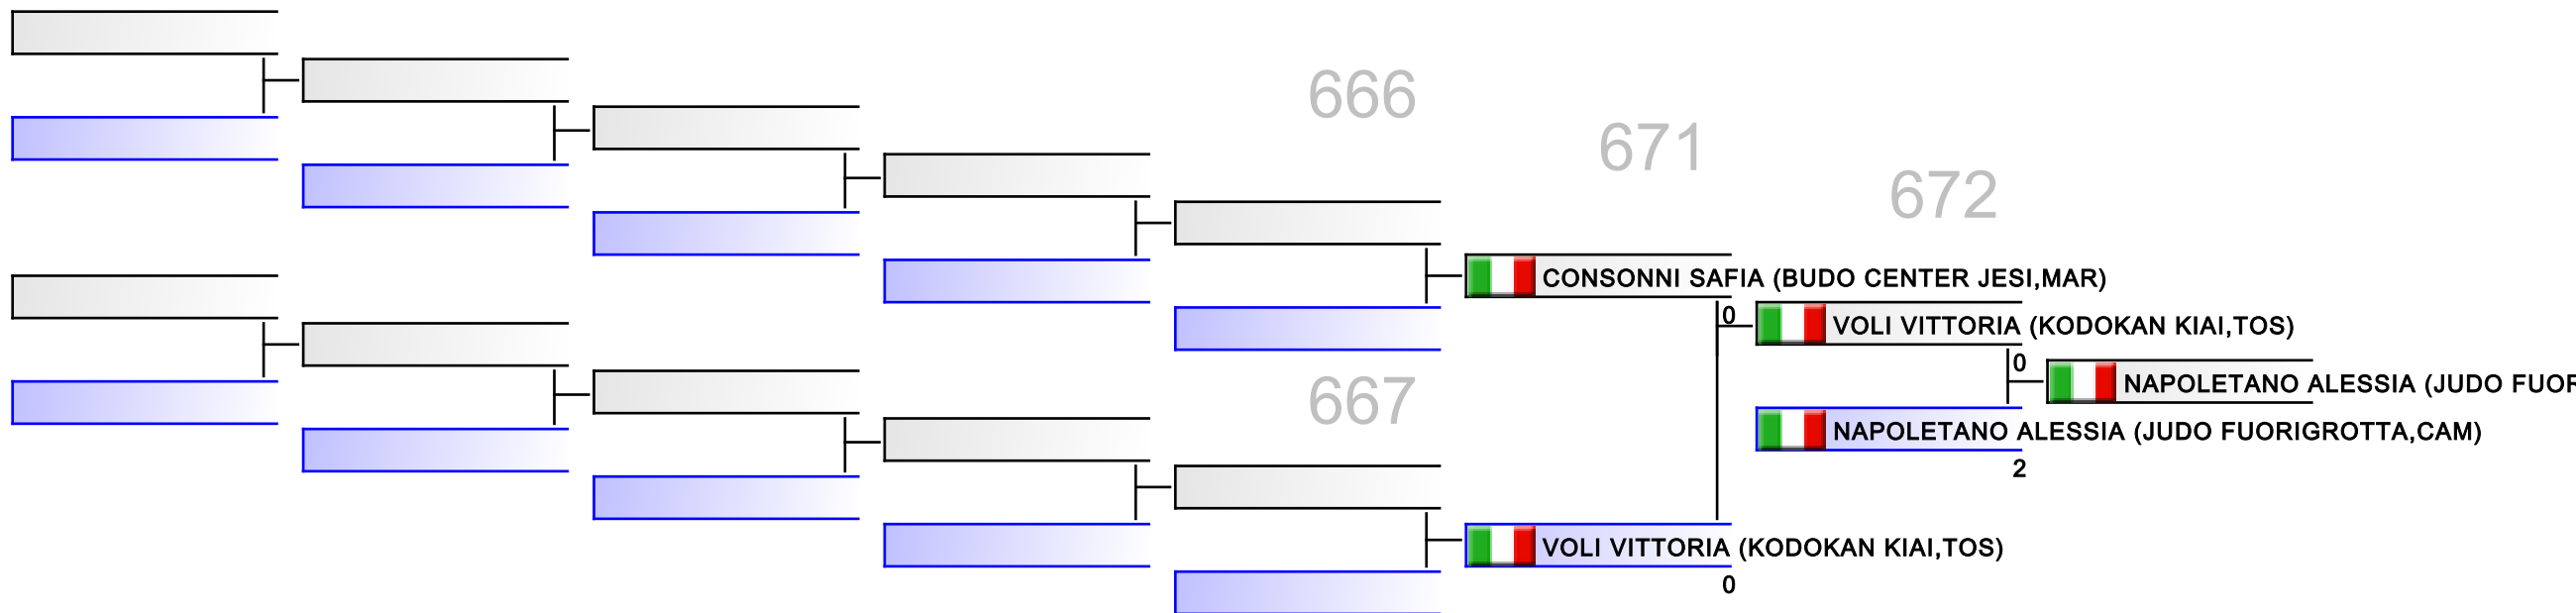 666
671
672
CONSONNI SAFIA (BUDO CENTER JESI,MAR)
0
VOLI VITTORIA (KODOKAN KIAI,TOS)
0
NAPOLETANO ALESSIA (JUDO FUOR
667
NAPOLETANO ALESSIA (JUDO FUORIGROTTA,CAM)
2
VOLI VITTORIA (KODOKAN KIAI,TOS)
0